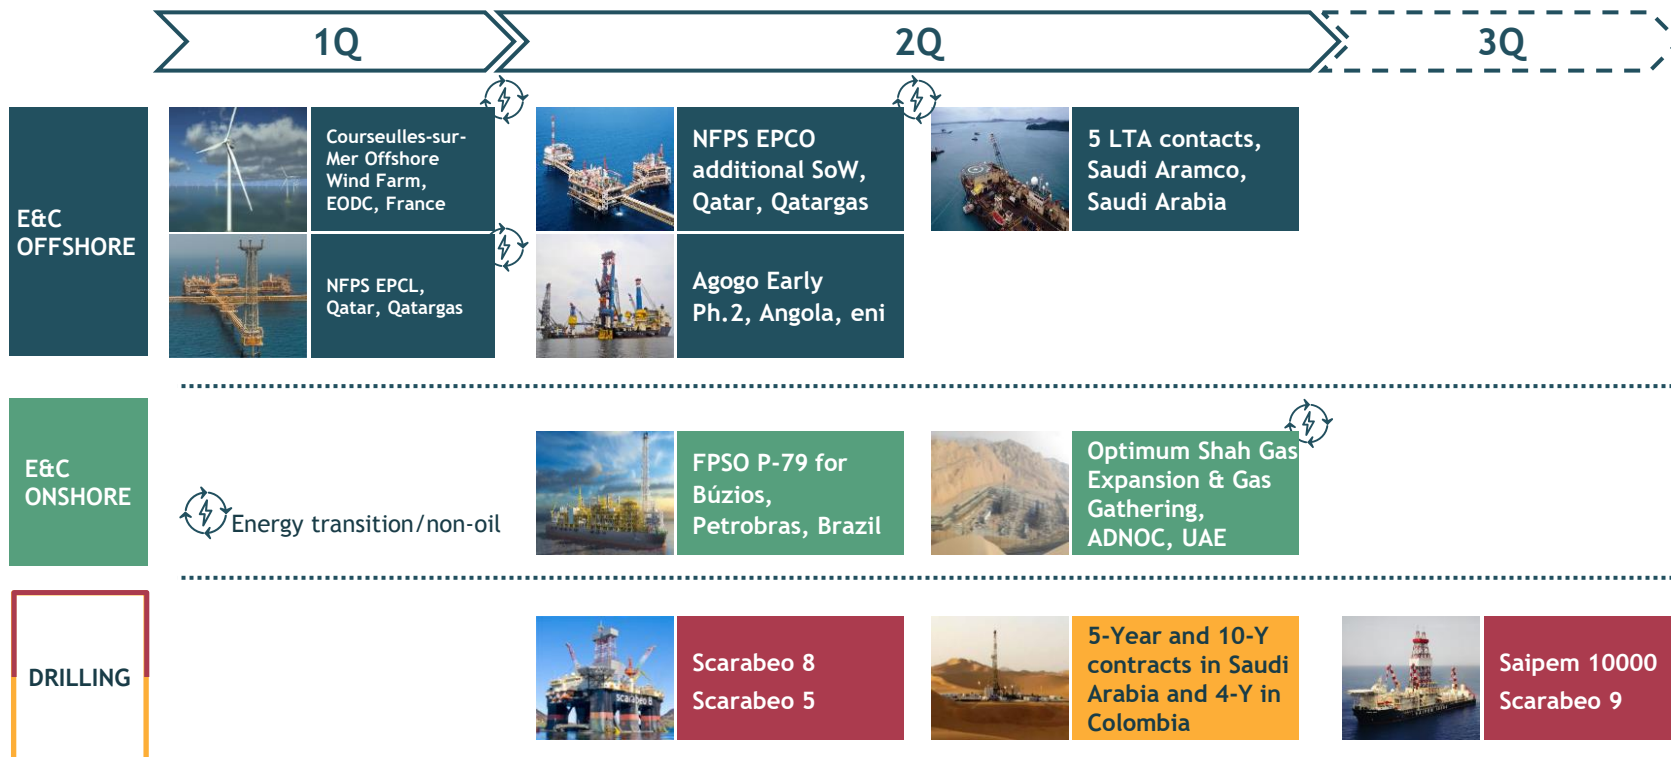 1Q
2Q
3Q
E&C
OFFSHORE
Courseulles-sur-
Mer Offshore
Wind Farm,
EODC, France
NFPS EPCO
additional SoW,
Qatar, Qatargas
5 LTA contacts,
Saudi Aramco,
Saudi Arabia
NFPS EPCL,
Qatar, Qatargas
Agogo Early
Ph.2, Angola, eni
E&C
ONSHORE
Energy transition/non-oil
FPSO P-79 for
Búzios,
Petrobras, Brazil
Optimum Shah Gas
Expansion & Gas
Gathering,
ADNOC, UAE
DRILLING
scarabeo 8
Scarabeo 8
Scarabeo 5
5-Year and 10-Y
contracts in Saudi
Arabia and 4-Y in
Colombia
Saipem 10000
Scarabeo 9